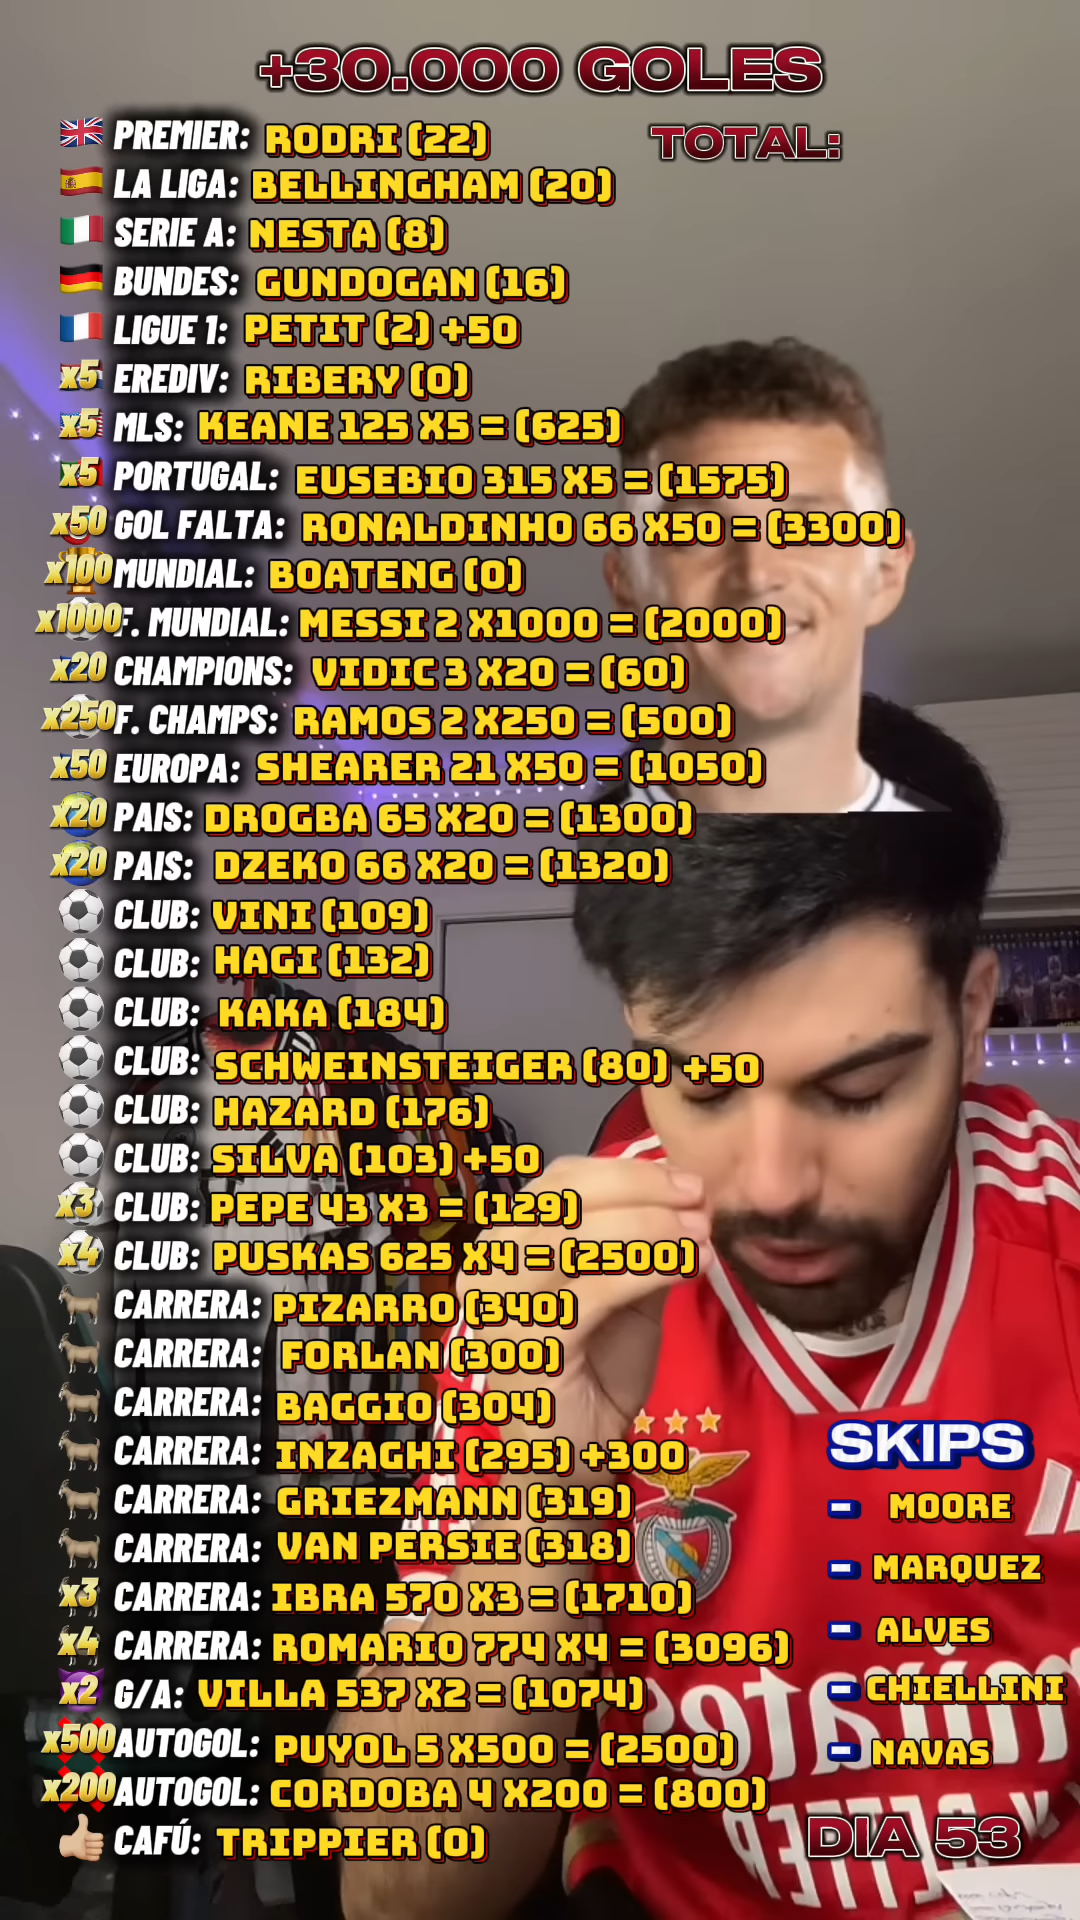 +30.000 GOLES
TOTAL:
PREMIER: RODRI (22)
LA LIGA: BELLINGHAM (20)
SERIE A: NESTA (8)
BUNDES: GUNDOGAN (16)
LIGUE 1: PETIT (2) +50
x5 EREDIV: RIBERY (0)
x5 MLS: KEANE 125 X5 = (625)
x5 PORTUGAL: EUSEBIO 315 X5 = (1575)
x50 GOL FALTA: RONALDINHO 66 X50 = (3300)
x100 MUNDIAL: BOATENG (0)
x1000 F. MUNDIAL: MESSI 2 X1000 = (2000)
x20 CHAMPIONS: VIDIC 3 X20 = (60)
x250 F. CHAMPS: RAMOS 2 X250 = (500)
x50 EUROPA: SHEARER 21 X50 = (1050)
x20 PAIS: DROGBA 65 X20 = (1300)
x20 PAIS: DZEKO 66 X20 = (1320)
CLUB: VINI (109)
CLUB: HAGI (132)
CLUB: KAKA (184)
CLUB: SCHWEINSTEIGER (80) +50
CLUB: HAZARD (176)
CLUB: SILVA (103) +50
x3 CLUB: PEPE 43 X3 = (129)
x4 CLUB: PUSKAS 625 X4 = (2500)
CARRERA: PIZARRO (340)
CARRERA: FORLAN (300)
CARRERA: BAGGIO (304)
CARRERA: INZAGHI (295) +300
CARRERA: GRIEZMANN (319)
CARRERA: VAN PERSIE (318)
x3 CARRERA: IBRA 570 X3 = (1710)
x4 CARRERA: ROMARIO 774 X4 = (3096)
x2 G/A: VILLA 537 X2 = (1074)
x500 AUTOGOL: PUYOL 5 X500 = (2500)
x200 AUTOGOL: CORDOBA 4 X200 = (800)
CAFÚ: TRIPPIER (0)
SKIPS
- MOORE
- MARQUEZ
- ALVES
- CHIELLINI
- NAVAS
DIA 53